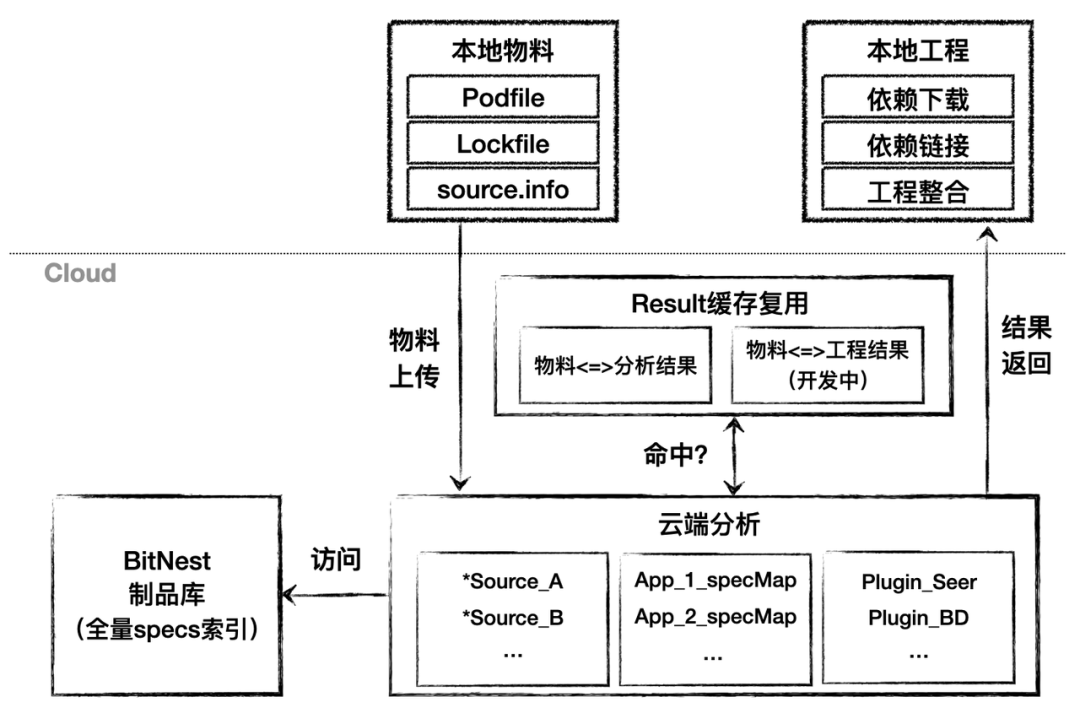 本地物料
Podfile
Lockfile
source.info
本地工程
依赖下载
依赖链接
工程整合
Cloud
物料
上传
Result缓存复用
物料<=>分析结果
物料<=>工程结果
（开发中）
结果
返回
命中?
BitNest
制品库
（全量specs索引）
访问
云端分析
*Source_A
*Source_B
...
App_1_specMap
App_2_specMap
...
Plugin_Seer
Plugin_BD
...